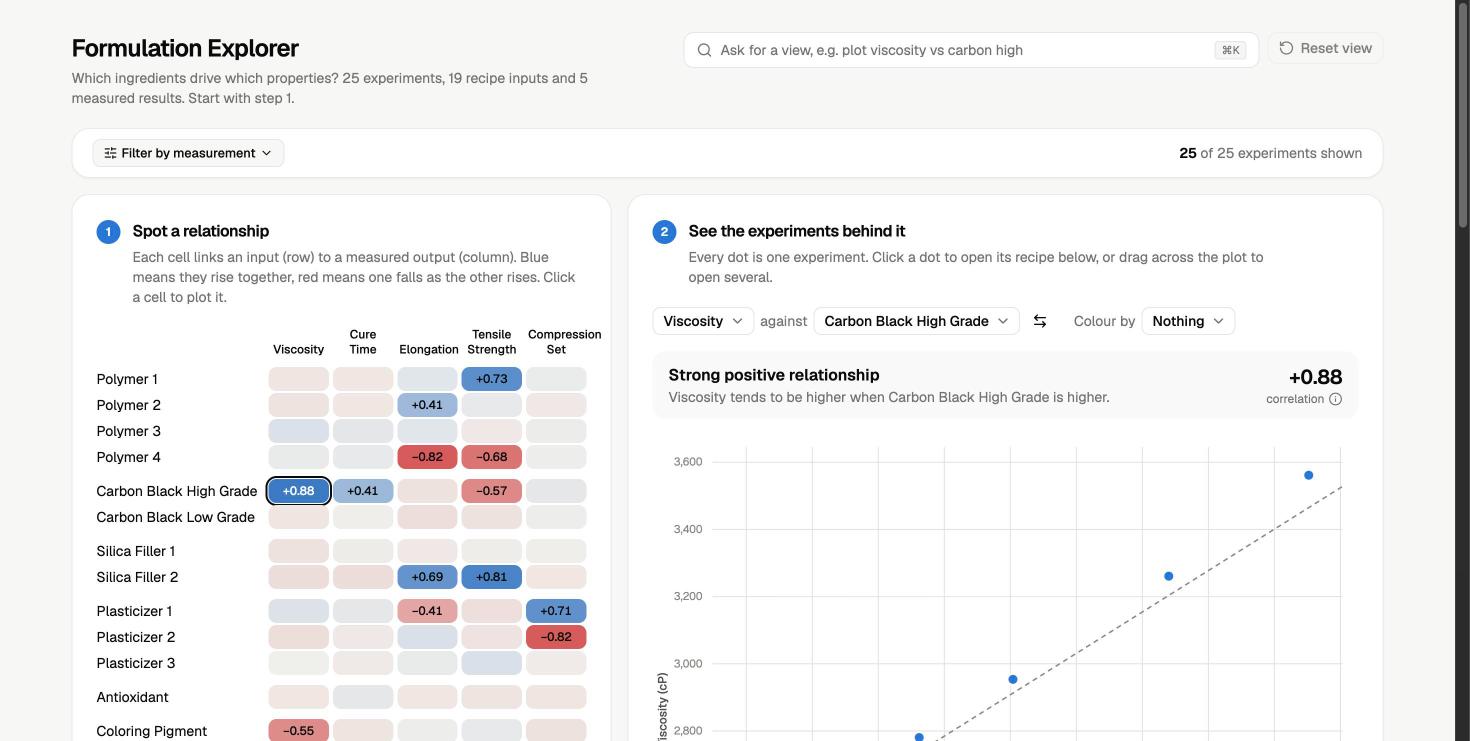 Formulation Explorer
Which ingredients drive which properties? 25 experiments, 19 recipe inputs and 5
measured results. Start with step 1.
Ask for a view, e.g. plot viscosity vs carbon high
⌘K
Reset view
Filter by measurement
25 of 25 experiments shown
1
Spot a relationship
Each cell links an input (row) to a measured output (column). Blue
means they rise together, red means one falls as the other rises. Click
a cell to plot it.
Viscosity
Cure
Time
Elongation
Tensile
Strength
Compression
Set
Polymer 1
+0.73
Polymer 2
+0.41
Polymer 3
Polymer 4
−0.82
−0.68
Carbon Black High Grade
+0.88
+0.41
−0.57
Carbon Black Low Grade
Silica Filler 1
Silica Filler 2
+0.69
+0.81
Plasticizer 1
−0.41
+0.71
Plasticizer 2
−0.82
Plasticizer 3
Antioxidant
Coloring Pigment
−0.55
2
See the experiments behind it
Every dot is one experiment. Click a dot to open its recipe below, or drag across the plot to
open several.
Viscosity
against
Carbon Black High Grade
Colour by
Nothing
Strong positive relationship
Viscosity tends to be higher when Carbon Black High Grade is higher.
+0.88
correlation
3,600
3,400
3,200
3,000
2,800
iscosity (cP)